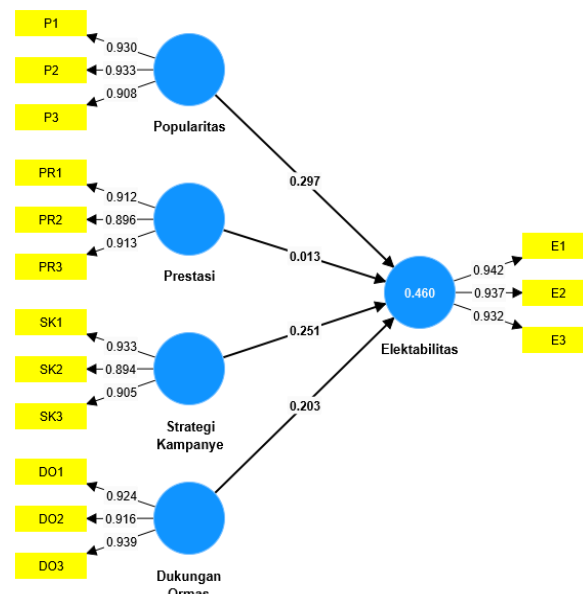 P1
0.930
P2
0.933
P3
0.908
Popularitas
0.297
PR1
0.912
PR2
0.896
PR3
0.913
Prestasi
0.013
E1
0.942
E2
0.937
E3
0.932
0.460
Elektabilitas
SK1
0.933
SK2
0.894
SK3
0.905
0.251
Strategi
Kampanye
0.203
DO1
0.924
DO2
0.916
DO3
0.939
Dukungan
Ormas